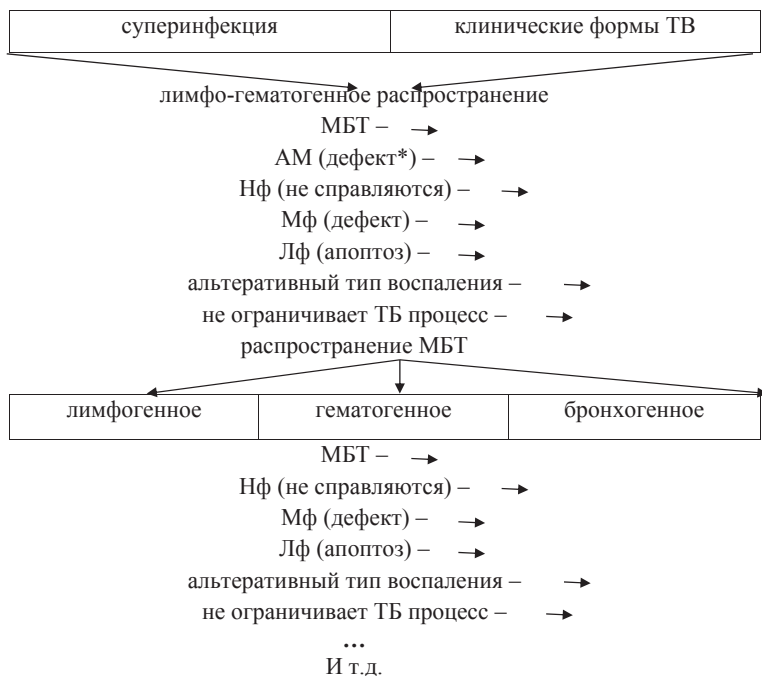 суперинфекция клинические формы ТВ
лимфо-гематогенное распространение
МБТ –
АМ (дефект*) –
Нф (не справляются) –
Мф (дефект) –
Лф (апоптоз) –
альтеративный тип воспаления –
не ограничивает ТБ процесс –
распространение МБТ
лимфогенное гематогенное бронхогенное
МБТ –
Нф (не справляются) –
Мф (дефект) –
Лф (апоптоз) –
альтеративный тип воспаления –
не ограничивает ТБ процесс –
...
И т.д.